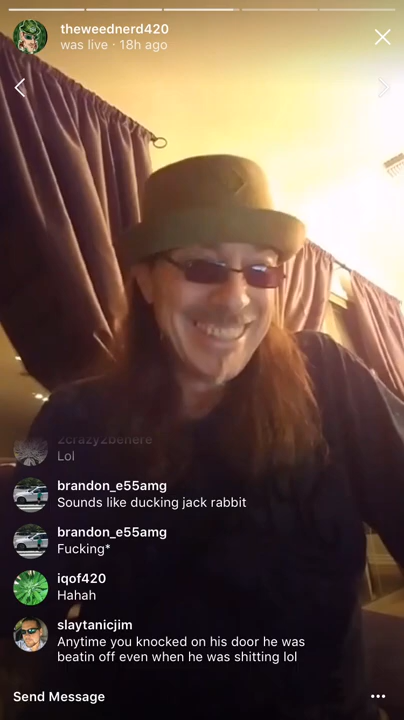 theweednerd420
was live · 18h ago
2crazy2behere
Lol
brandon_e55amg
Sounds like ducking jack rabbit
brandon_e55amg
Fucking*
iqof420
Hahah
slaytanicjim
Anytime you knocked on his door he was
beatin off even when he was shitting lol
Send Message